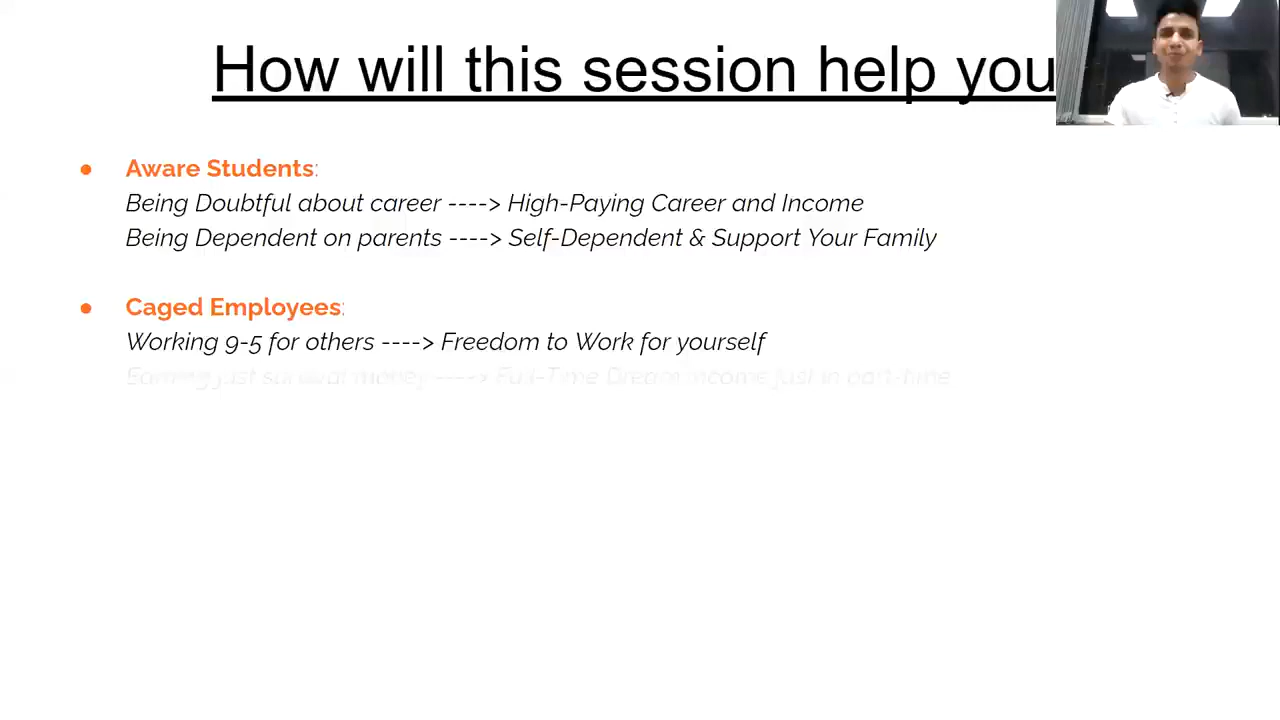 How will this session help you
● Aware Students:
Being Doubtful about career ----> High-Paying Career and Income
Being Dependent on parents ----> Self-Dependent & Support Your Family
● Caged Employees:
Working 9-5 for others ----> Freedom to Work for yourself
Earning just survival money ----> Full-Time Dream Income just in part-time